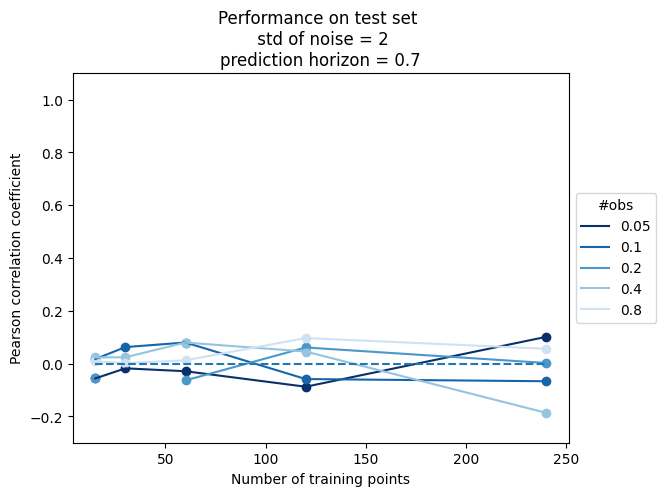 Performance on test set
std of noise = 2
prediction horizon = 0.7
Pearson correlation coefficient
1.0
0.8
0.6
0.4
0.2
0.0
−0.2
50
100
150
200
250
Number of training points
#obs
0.05
0.1
0.2
0.4
0.8